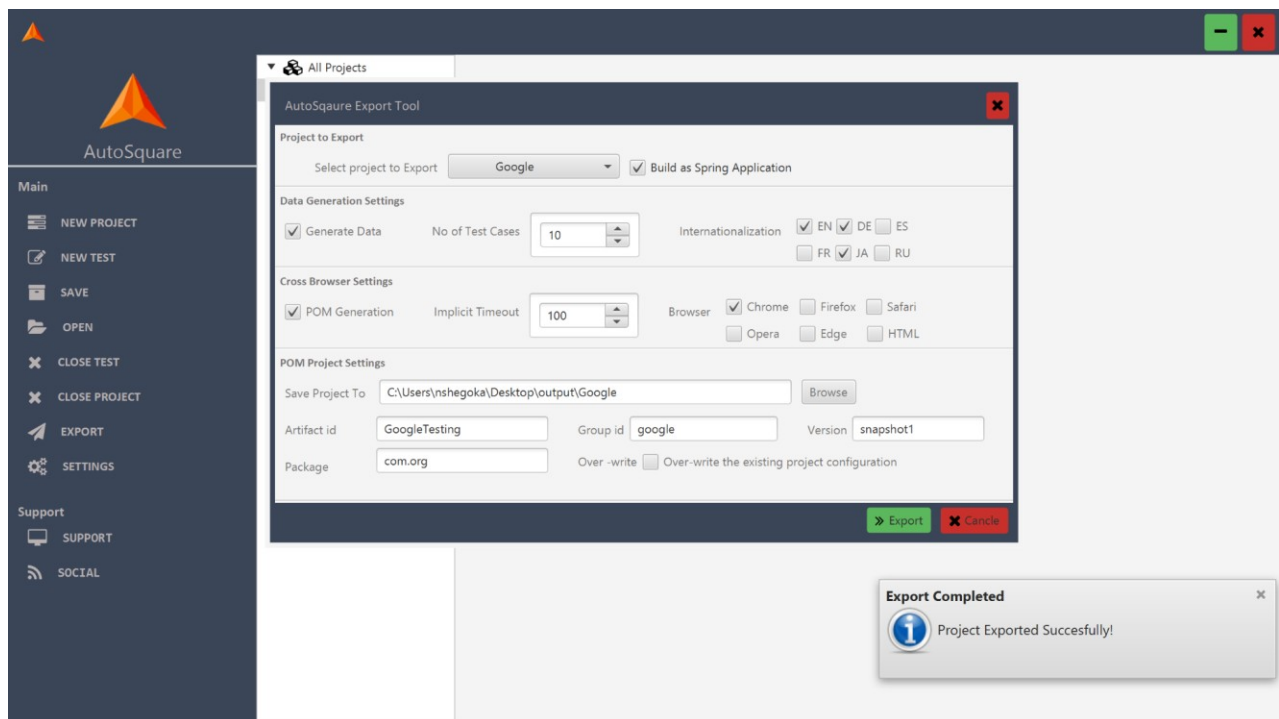 AutoSquare
Main
NEW PROJECT
NEW TEST
SAVE
OPEN
CLOSE TEST
CLOSE PROJECT
EXPORT
SETTINGS
Support
SUPPORT
SOCIAL
All Projects
AutoSqaure Export Tool
Project to Export
Select project to Export Google Build as Spring Application
Data Generation Settings
Generate Data No of Test Cases 10 Internationalization EN DE ES
FR JA RU
Cross Browser Settings
POM Generation Implicit Timeout 100 Browser Chrome Firefox Safari
Opera Edge HTML
POM Project Settings
Save Project To C:\Users\nshegoka\Desktop\output\Google Browse
Artifact id GoogleTesting Group id google Version snapshot1
Package com.org Over -write Over-write the existing project configuration
Export Cancle
Export Completed
Project Exported Succesfully!